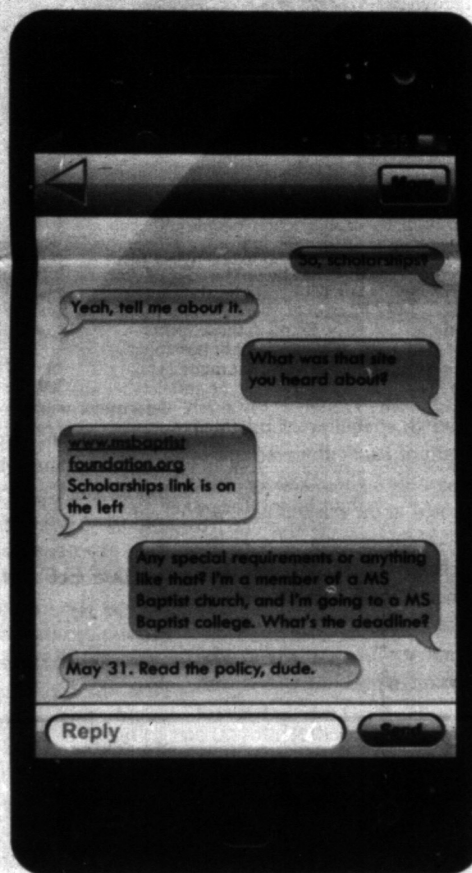 So, scholarships?
Yeah, tell me about it.
What was that site
you heard about?
www.msbaptist
foundation.org
Scholarships link is on
the left
Any special requirements or anything
like that? I'm a member of a MS
Baptist church, and I'm going to a MS
Baptist college. What's the deadline?
May 31. Read the policy, dude.
Reply
Send